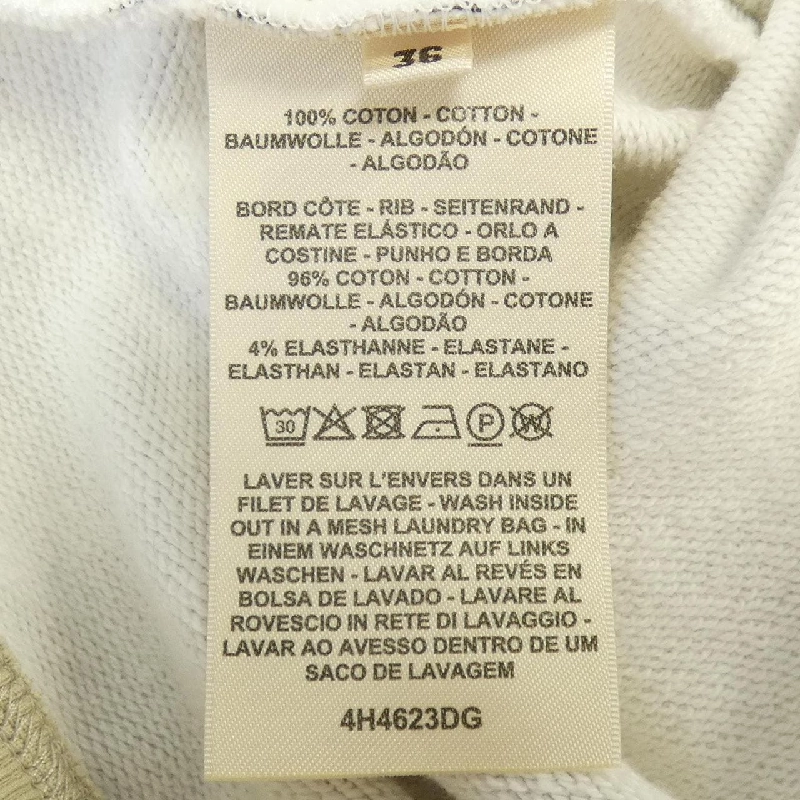 36
100% COTON - COTTON -
BAUMWOLLE - ALGODÓN - COTONE
- ALGODÃO
BORD CÔTE - RIB - SEITENRAND -
REMATE ELÁSTICO - ORLO A
COSTINE - PUNHO E BORDA
96% COTON - COTTON -
BAUMWOLLE - ALGODÓN - COTONE
- ALGODÃO
4% ELASTHANNE - ELASTANE -
ELASTHAN - ELASTAN - ELASTANO
30 P W
LAVER SUR L'ENVERS DANS UN
FILET DE LAVAGE - WASH INSIDE
OUT IN A MESH LAUNDRY BAG - IN
EINEM WASCHNETZ AUF LINKS
WASCHEN - LAVAR AL REVÉS EN
BOLSA DE LAVADO - LAVARE AL
ROVESCIO IN RETE DI LAVAGGIO -
LAVAR AO AVESSO DENTRO DE UM
SACO DE LAVAGEM
4H4623DG